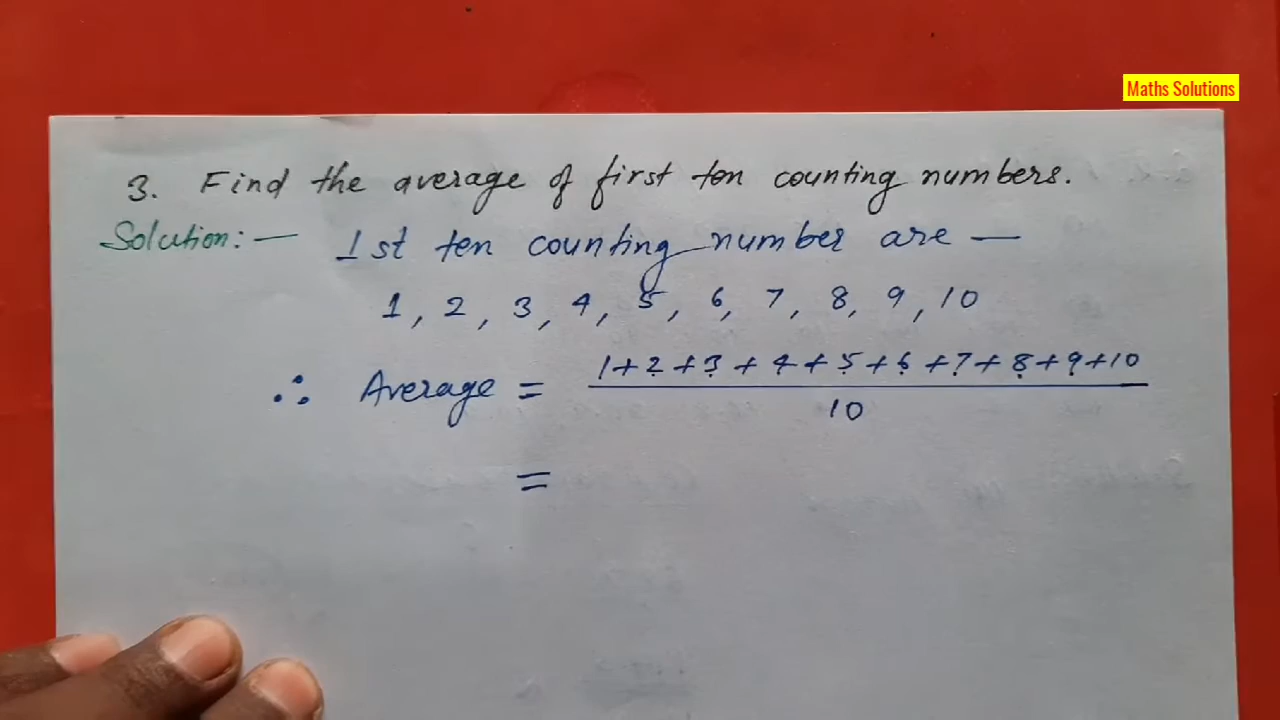 Maths Solutions
3. Find the average of first ten counting numbers.
Solution:— 1st ten counting number are —
1, 2, 3, 4, 5, 6, 7, 8, 9, 10
∴ Average = 1+2+3+4+5+6+7+8+9+10
10
=